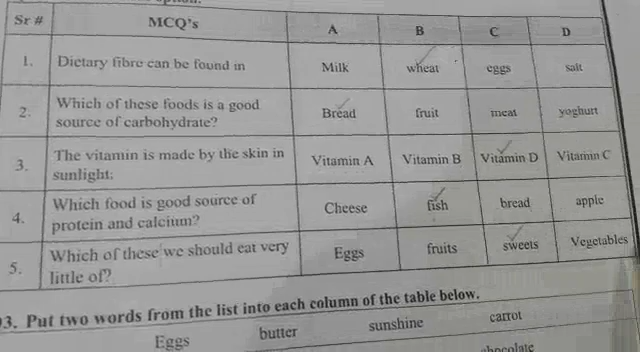 option.
Sr # MCQ's A B C D
1. Dietary fibre can be found in Milk wheat eggs salt
2. Which of these foods is a good
source of carbohydrate? Bread fruit meat yoghurt
3. The vitamin is made by the skin in
sunlight: Vitamin A Vitamin B Vitamin D Vitamin C
4. Which food is good source of
protein and calcium? Cheese fish bread apple
5. Which of these we should eat very
little of? Eggs fruits sweets Vegetables
3. Put two words from the list into each column of the table below.
Eggs butter sunshine carrot
chocolate